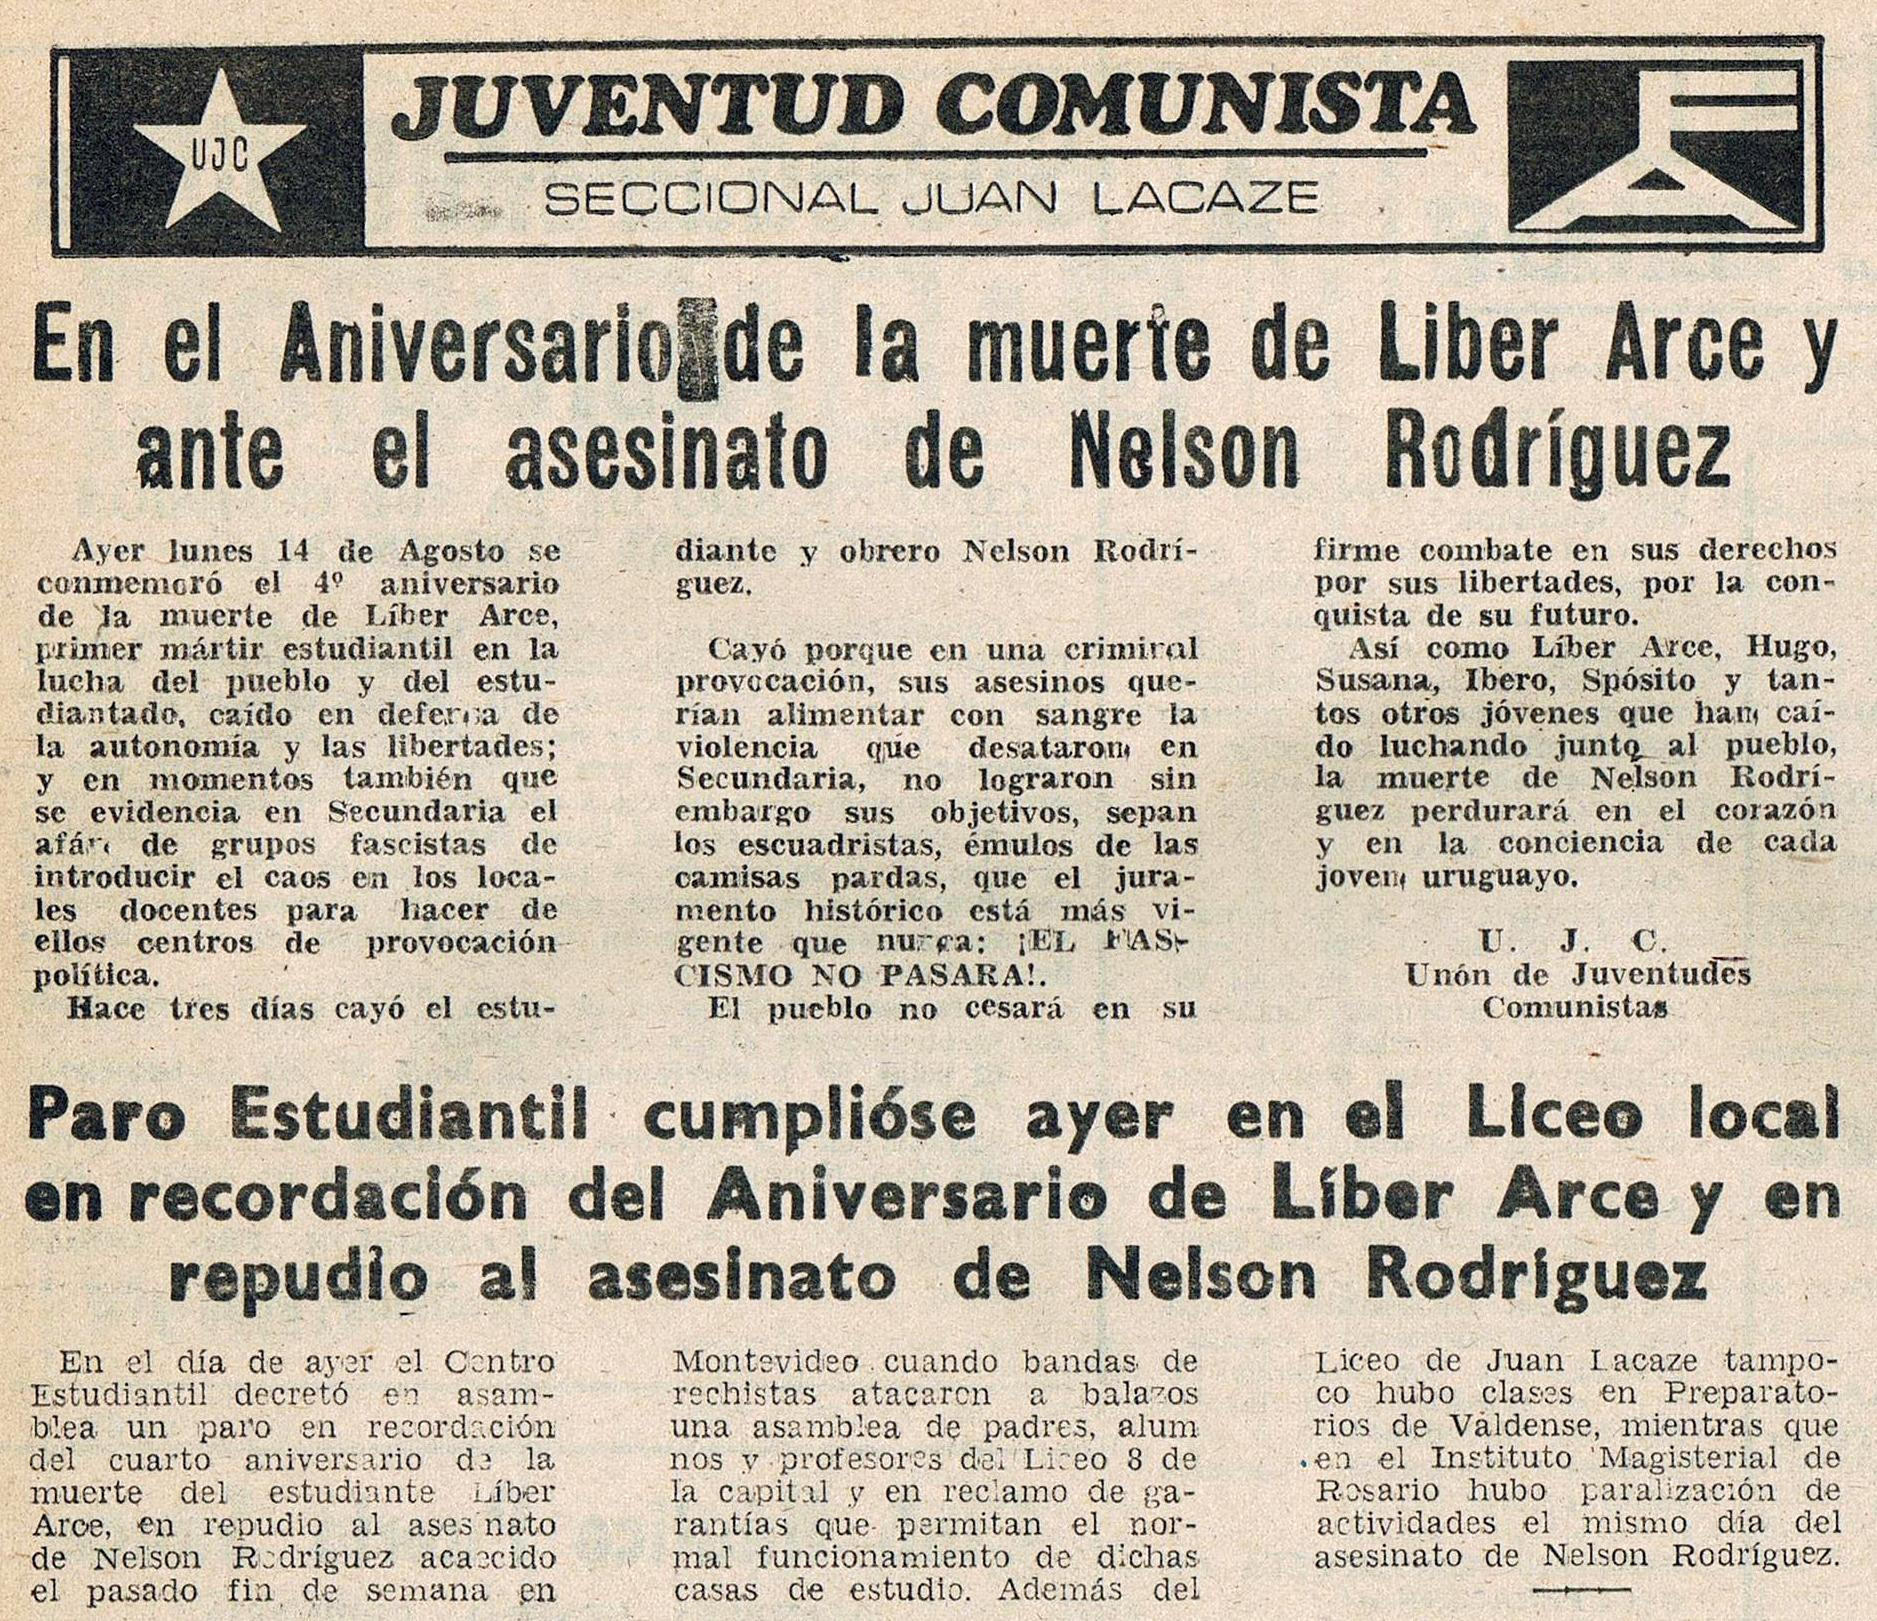 UJC
JUVENTUD COMUNISTA
SECCIONAL JUAN LACAZE
En el Aniversario de la muerte de Liber Arce y
ante el asesinato de Nelson Rodríguez
Ayer lunes 14 de Agosto se
conmemoró el 4º aniversario
de la muerte de Líber Arce,
primer mártir estudiantil en la
lucha del pueblo y del estu-
diantado, caído en defensa de
la autonomía y las libertades;
y en momentos también que
se evidencia en Secundaria el
afán de grupos fascistas de
introducir el caos en los loca-
les docentes para hacer de
ellos centros de provocación
política.
Hace tres días cayó el estu-
diante y obrero Nelson Rodrí-
guez.
Cayó porque en una criminal
provocación, sus asesinos que-
rían alimentar con sangre la
violencia que desataron en
Secundaria, no lograron sin
embargo sus objetivos, sepan
los escuadristas, émulos de las
camisas pardas, que el jura-
mento histórico está más vi-
gente que nunca: ¡EL FAS-
CISMO NO PASARA!.
El pueblo no cesará en su
firme combate en sus derechos
por sus libertades, por la con-
quista de su futuro.
Así como Líber Arce, Hugo,
Susana, Ibero, Spósito y tan-
tos otros jóvenes que han caí-
do luchando junto al pueblo,
la muerte de Nelson Rodrí-
guez perdurará en el corazón
y en la conciencia de cada
joven uruguayo.
U. J. C.
Unón de Juventudes
Comunistas
Paro Estudiantil cumplióse ayer en el Liceo local
en recordación del Aniversario de Líber Arce y en
repudio al asesinato de Nelson Rodríguez
En el día de ayer el Centro
Estudiantil decretó en asam-
blea un paro en recordación
del cuarto aniversario de la
muerte del estudiante Líber
Arce, en repudio al asesinato
de Nelson Rodríguez acaecido
el pasado fin de semana en
Montevideo cuando bandas de
rechistas atacaron a balazos
una asamblea de padres, alum
nos y profesores del Liceo 8 de
la capital y en reclamo de ga-
rantías que permitan el nor-
mal funcionamiento de dichas
casas de estudio. Además del
Liceo de Juan Lacaze tampo-
co hubo clases en Preparato-
rios de Valdense, mientras que
en el Instituto Magisterial de
Rosario hubo paralización de
actividades el mismo día del
asesinato de Nelson Rodríguez.